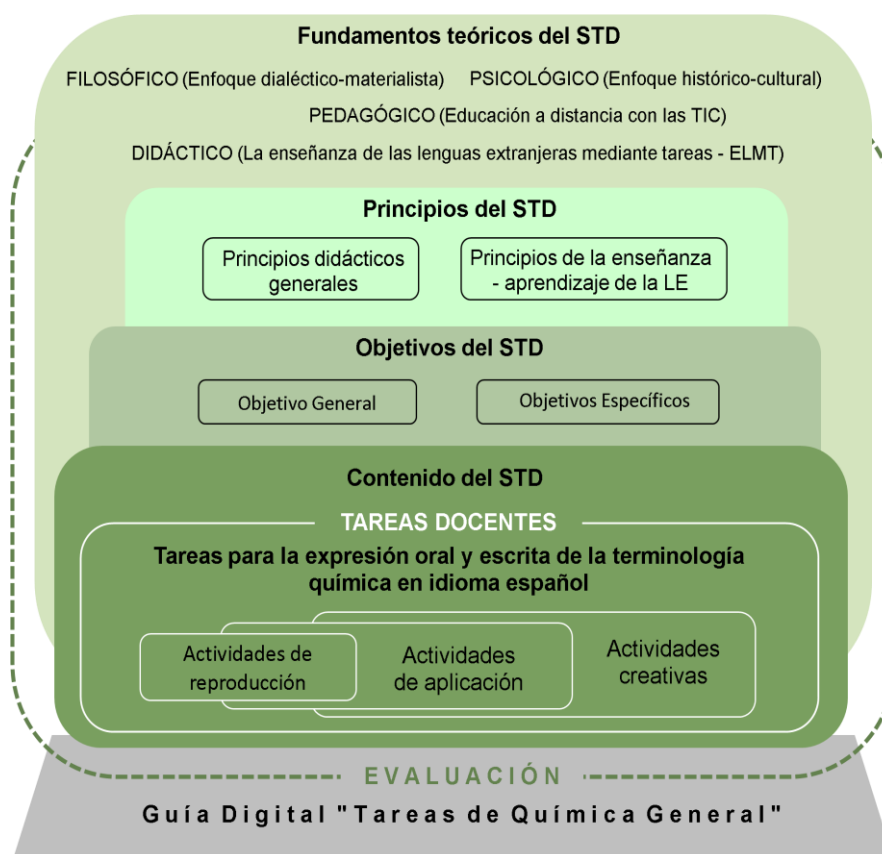 Fundamentos teóricos del STD
FILOSÓFICO (Enfoque dialéctico-materialista) PSICOLÓGICO (Enfoque histórico-cultural)
PEDAGÓGICO (Educación a distancia con las TIC)
DIDÁCTICO (La enseñanza de las lenguas extranjeras mediante tareas - ELMT)
Principios del STD
Principios didácticos
generales
Principios de la enseñanza
- aprendizaje de la LE
Objetivos del STD
Objetivo General
Objetivos Específicos
Contenido del STD
TAREAS DOCENTES
Tareas para la expresión oral y escrita de la terminología
química en idioma español
Actividades de
reproducción
Actividades
de aplicación
Actividades
creativas
EVALUACIÓN
Guía Digital "Tareas de Química General"